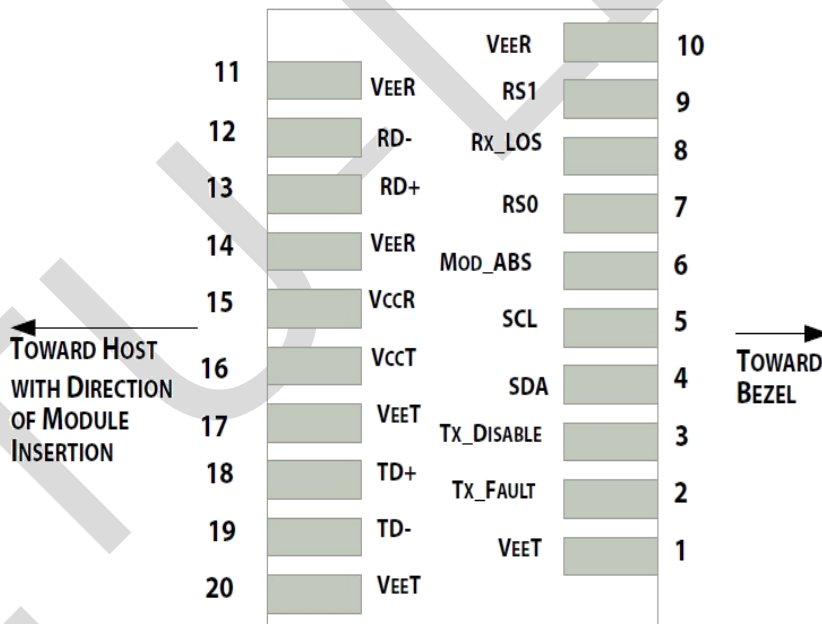 VEER 10
11 VEER
RS1 9
12 RD-
RX_LOS 8
13 RD+
RS0 7
14 VEER
MOD_ABS 6
15 VCCR
SCL 5
TOWARD HOST
WITH DIRECTION
OF MODULE
INSERTION
16 VCCT
SDA 4
TOWARD
BEZEL
17 VEET
TX_DISABLE 3
18 TD+
TX_FAULT 2
19 TD-
VEET 1
20 VEET